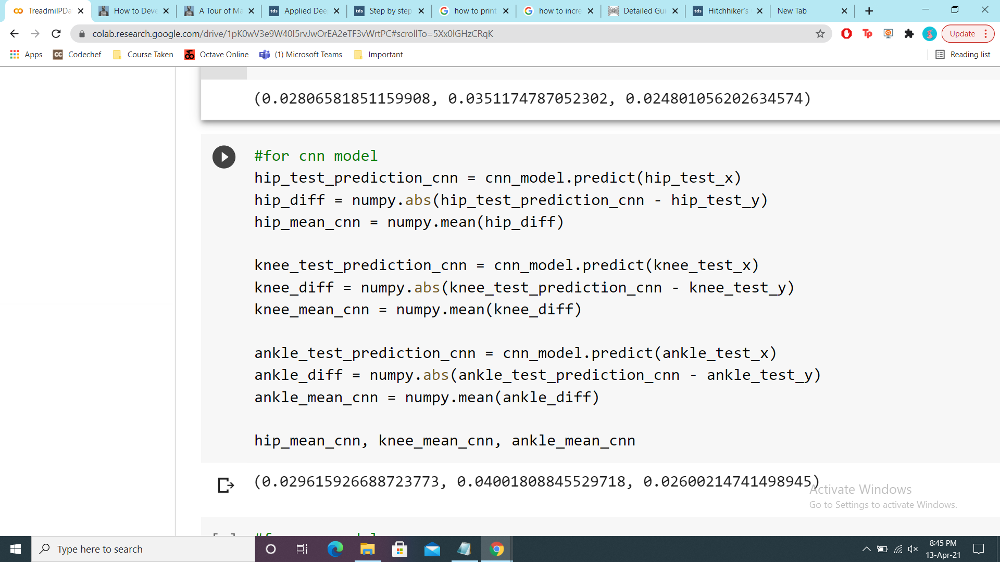 TreadmillPDa
How to Deve
A Tour of Ma
tds Applied Dee
tds Step by step
how to print
how to incre
Detailed Gui
tds Hitchhiker's
New Tab
colab.research.google.com/drive/1pK0wV3e9W40I5rvJwOrEA2eTF3vWrtPC#scrollTo=5Xx0lGHzCRqK
Tp
Update
Apps
CC Codechef
Course Taken
Octave Online
(1) Microsoft Teams
Important
Reading list
(0.02806581851159908, 0.0351174787052302, 0.024801056202634574)
#for cnn model
hip_test_prediction_cnn = cnn_model.predict(hip_test_x)
hip_diff = numpy.abs(hip_test_prediction_cnn - hip_test_y)
hip_mean_cnn = numpy.mean(hip_diff)
knee_test_prediction_cnn = cnn_model.predict(knee_test_x)
knee_diff = numpy.abs(knee_test_prediction_cnn - knee_test_y)
knee_mean_cnn = numpy.mean(knee_diff)
ankle_test_prediction_cnn = cnn_model.predict(ankle_test_x)
ankle_diff = numpy.abs(ankle_test_prediction_cnn - ankle_test_y)
ankle_mean_cnn = numpy.mean(ankle_diff)
hip_mean_cnn, knee_mean_cnn, ankle_mean_cnn
(0.029615926688723773, 0.04001808845529718, 0.02600214741498945)
Activate Windows
Go to Settings to activate Windows.
Type here to search
8:45 PM
13-Apr-21